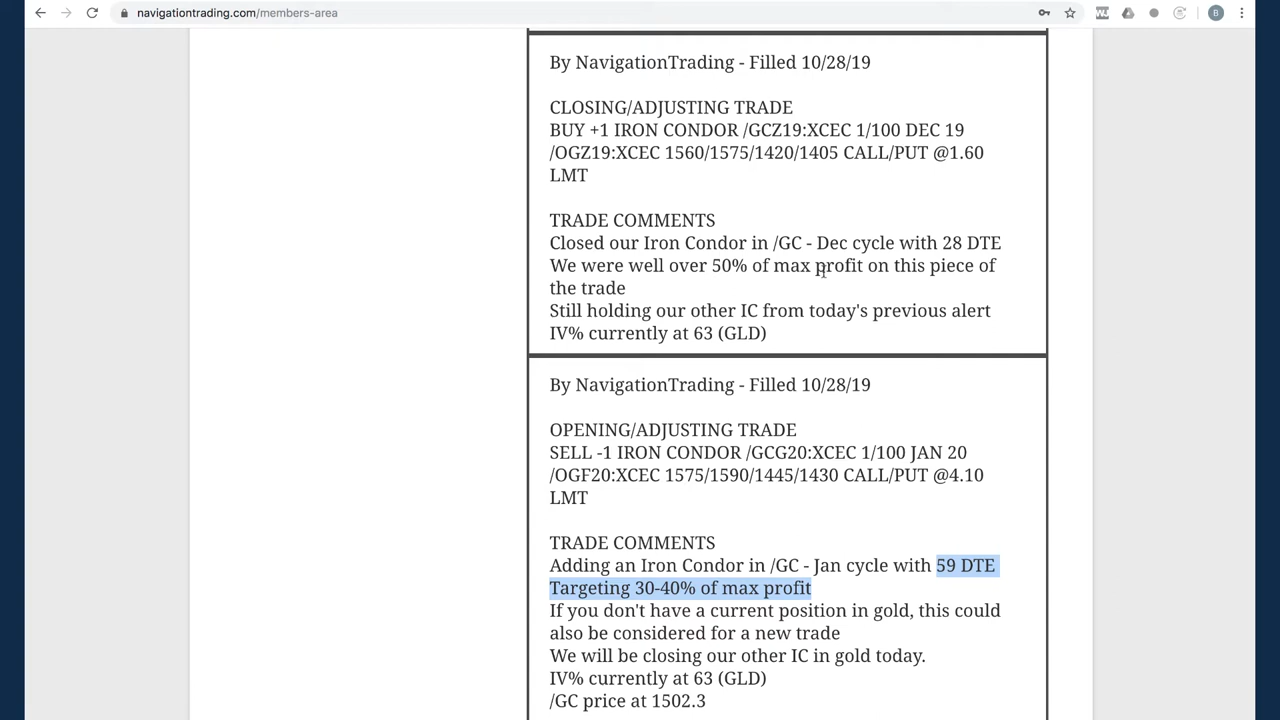 navigationtrading.com/members-area
B
By NavigationTrading - Filled 10/28/19
CLOSING/ADJUSTING TRADE
BUY +1 IRON CONDOR /GCZ19:XCEC 1/100 DEC 19
/OGZ19:XCEC 1560/1575/1420/1405 CALL/PUT @1.60
LMT
TRADE COMMENTS
Closed our Iron Condor in /GC - Dec cycle with 28 DTE
We were well over 50% of max profit on this piece of
the trade
Still holding our other IC from today's previous alert
IV% currently at 63 (GLD)
By NavigationTrading - Filled 10/28/19
OPENING/ADJUSTING TRADE
SELL -1 IRON CONDOR /GCG20:XCEC 1/100 JAN 20
/OGF20:XCEC 1575/1590/1445/1430 CALL/PUT @4.10
LMT
TRADE COMMENTS
Adding an Iron Condor in /GC - Jan cycle with 59 DTE
Targeting 30-40% of max profit
If you don't have a current position in gold, this could
also be considered for a new trade
We will be closing our other IC in gold today.
IV% currently at 63 (GLD)
/GC price at 1502.3